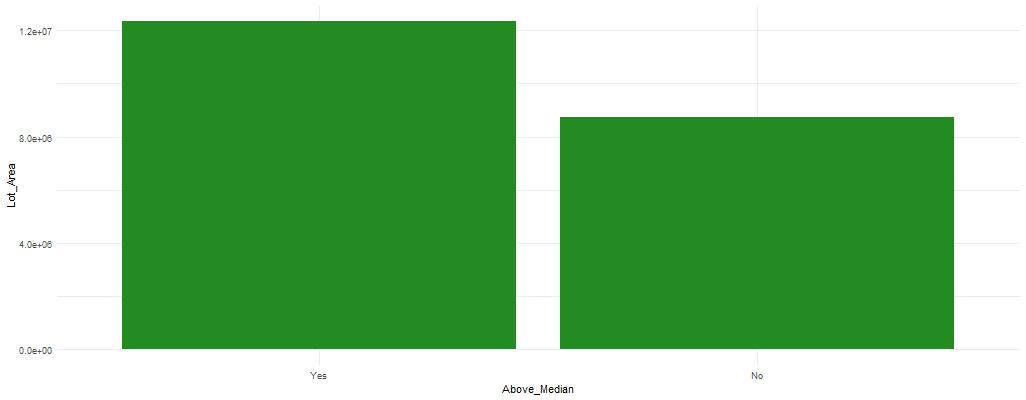 1.2e+07
8.0e+06
4.0e+06
0.0e+00
Lot_Area
Yes
No
Above_Median